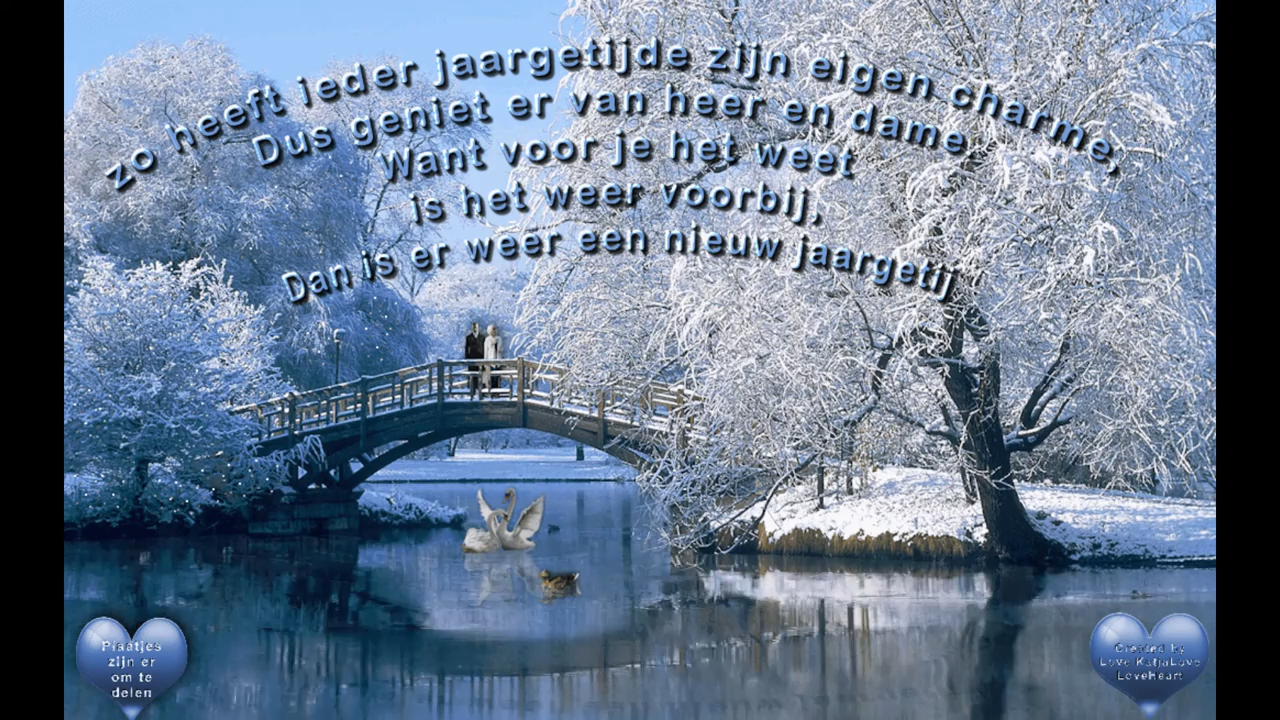 zo heeft ieder jaargetijde zijn eigen charme,
Dus geniet er van heer en dame
Want voor je het weet
is het weer voorbij,
Dan is er weer een nieuw jaargetij
Plaatjes
zijn er
om te
delen
Created by
Love KatjaLove
LoveHeart